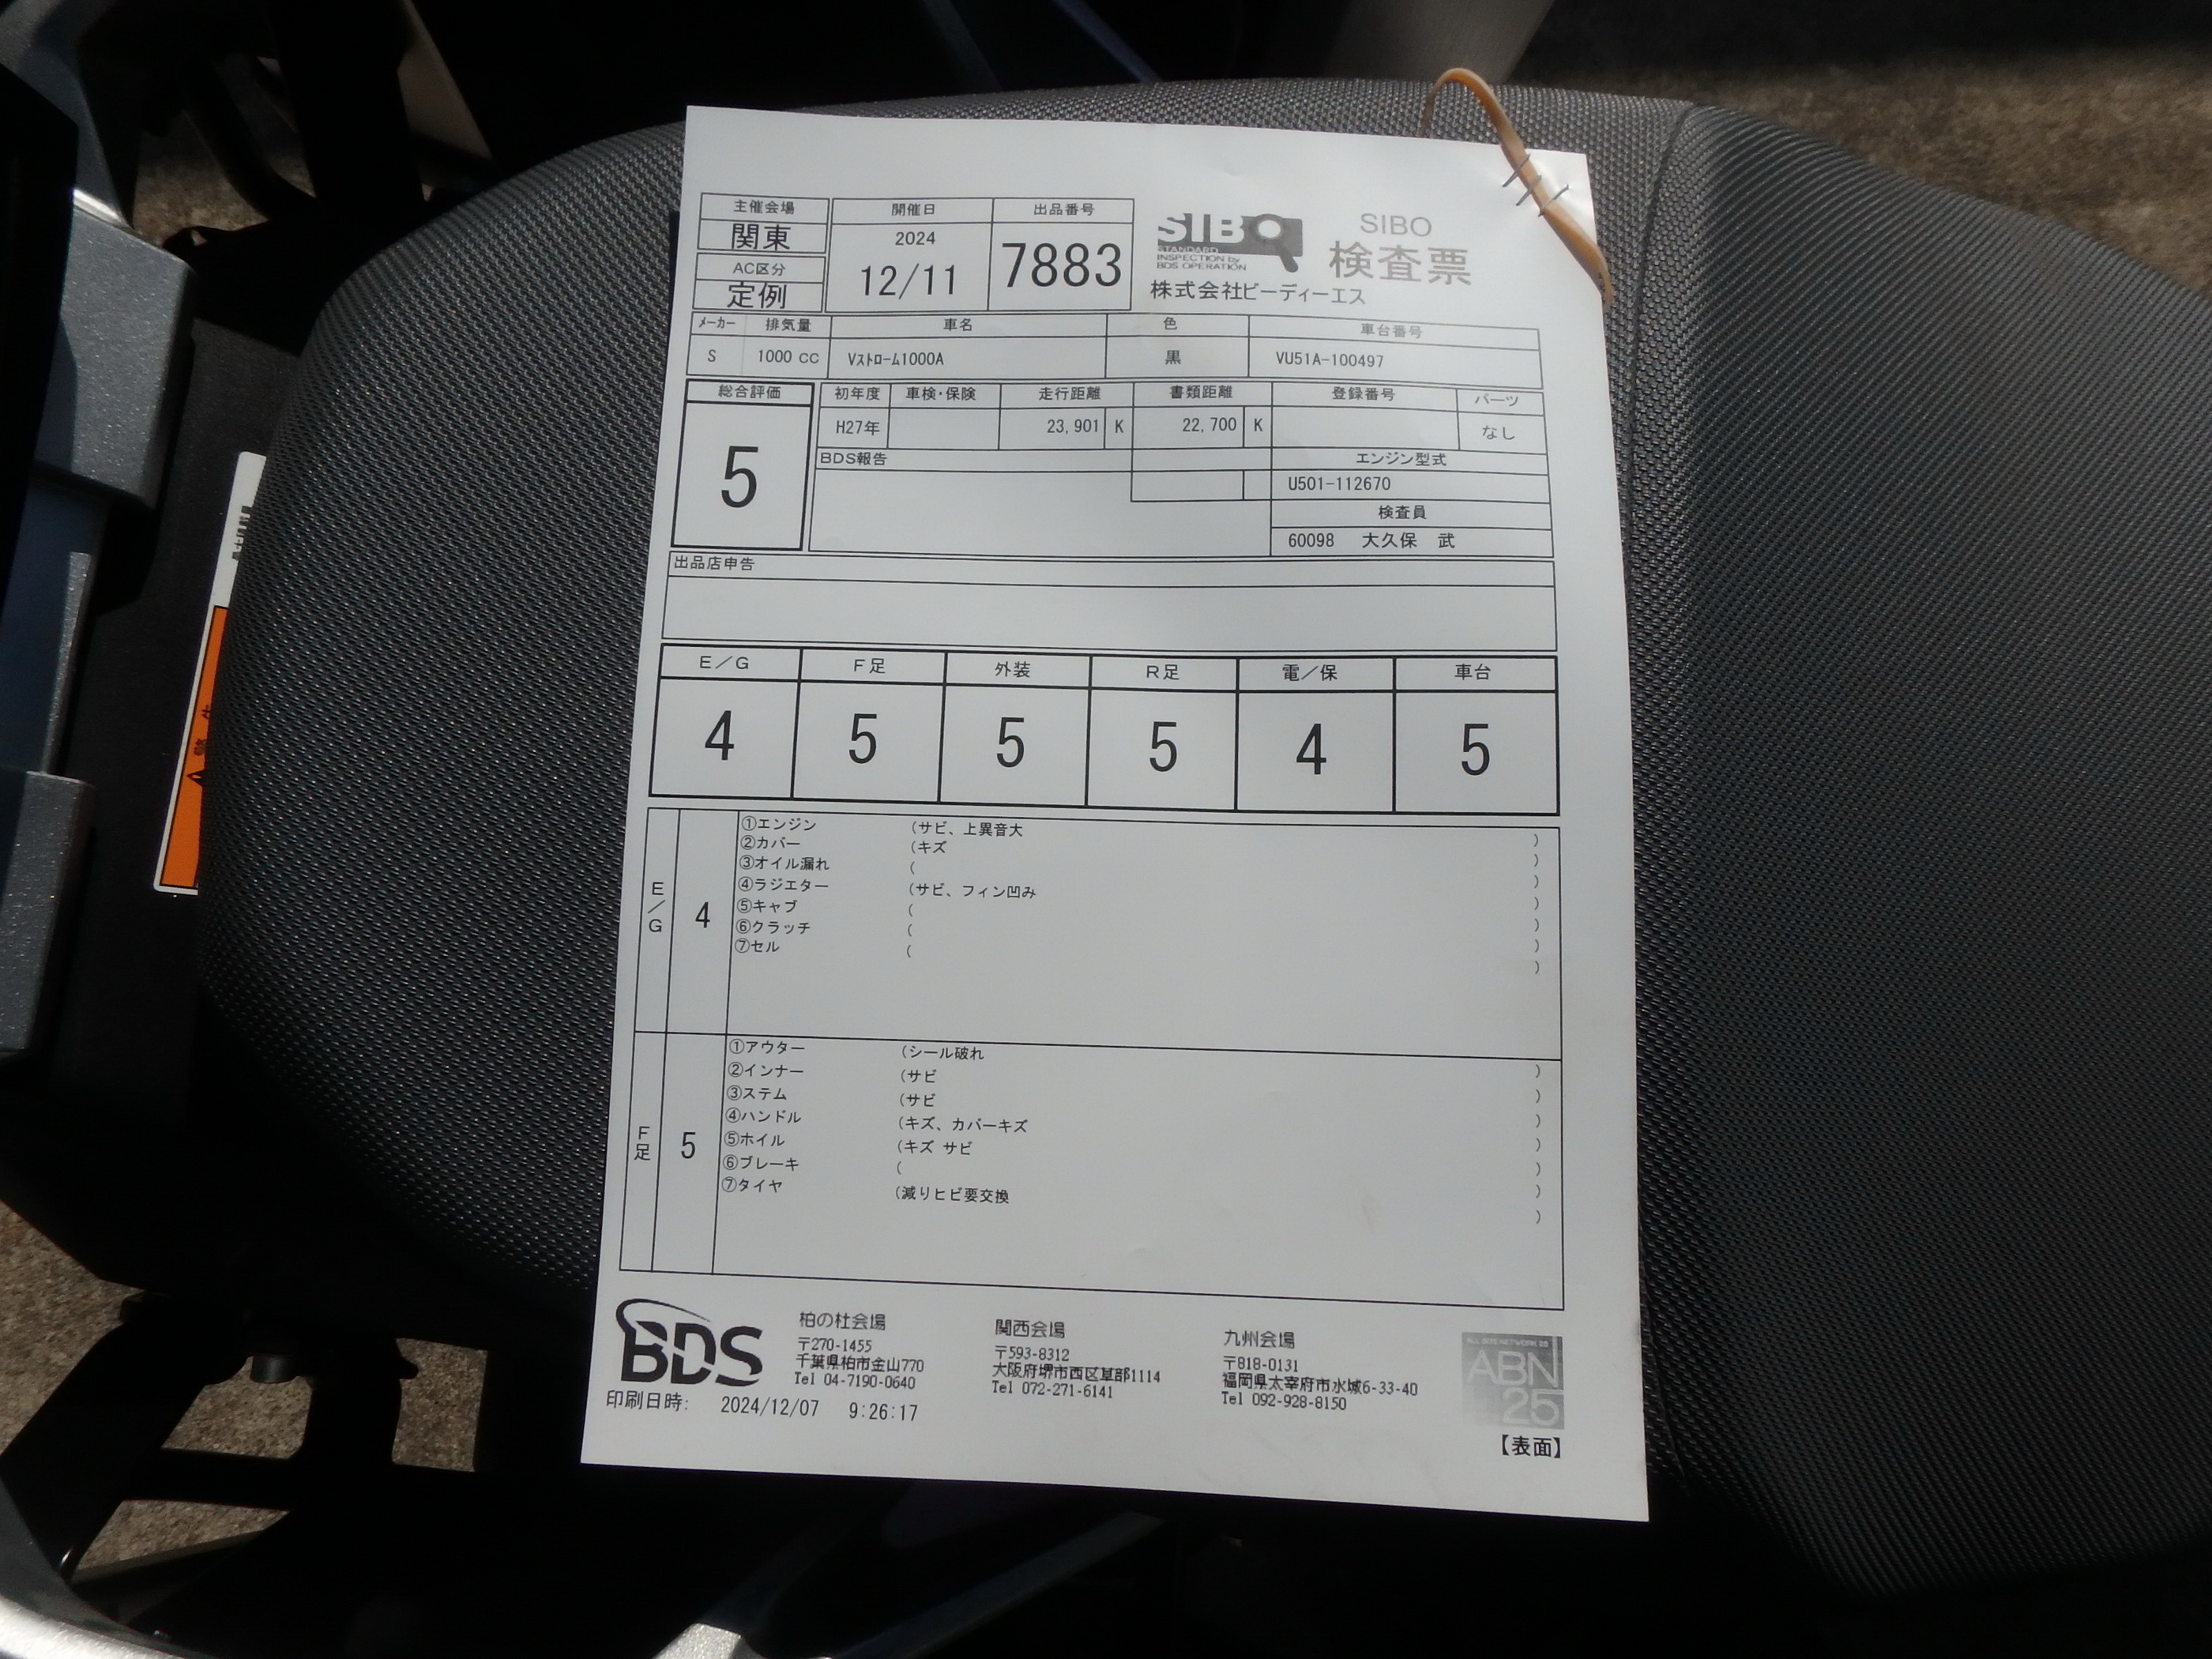 主催会場
関東
AC区分
定例
開催日
2024
12/11
出品番号
7883
SIBO
STANDARD
INSPECTION by
BDS OPERATION
SIBO
検査票
株式会社ビーディーエス
メーカー 排気量 車名 色 車台番号
S 1000 cc Vストローム1000A 黒 VU51A-100497
総合評価
5
初年度 車検・保険 走行距離 書類距離 登録番号 パーツ
H27年 23,901 K 22,700 K なし
BDS報告
エンジン型式
U501-112670
検査員
60098 大久保 武
出品店申告
E/G F足 外装 R足 電/保 車台
4 5 5 5 4 5
E/G
4
①エンジン (サビ、上異音大 )
②カバー (キズ )
③オイル漏れ ( )
④ラジエター (サビ、フィン凹み )
⑤キャブ ( )
⑥クラッチ ( )
⑦セル ( )
F足
5
①アウター (シール破れ )
②インナー (サビ )
③ステム (サビ )
④ハンドル (キズ、カバーキズ )
⑤ホイル (キズ サビ )
⑥ブレーキ ( )
⑦タイヤ (減りヒビ要交換 )
BDS
柏の杜会場
〒270-1455
千葉県柏市金山770
Tel 04-7190-0640
関西会場
〒593-8312
大阪府堺市西区草部1114
Tel 072-271-6141
九州会場
〒818-0131
福岡県太宰府市水城6-33-40
Tel 092-928-8150
ABN
25
印刷日時: 2024/12/07 9:26:17
【表面】